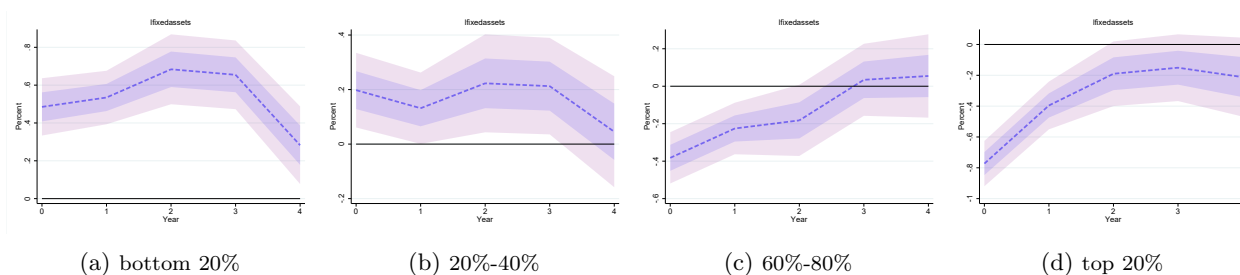 lfixedassets
Percent
.8
.6
.4
.2
0
0 1 2 3 4
Year
(a) bottom 20%
lfixedassets
Percent
.4
.2
0
-.2
0 1 2 3 4
Year
(b) 20%-40%
lfixedassets
Percent
.2
0
-.2
-.4
-.6
0 1 2 3 4
Year
(c) 60%-80%
lfixedassets
Percent
0
-.2
-.4
-.6
-.8
-1
0 1 2 3
Year
(d) top 20%